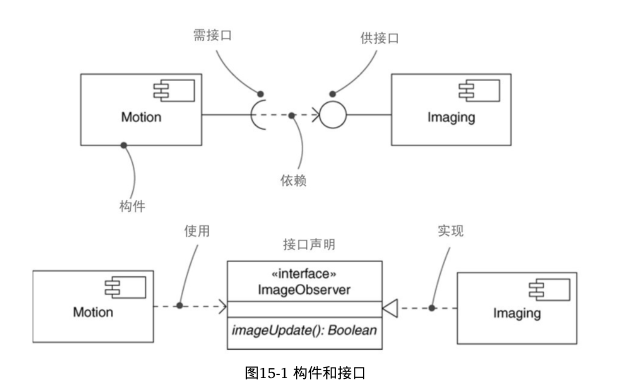 需接口
供接口
Motion
Imaging
依赖
构件
使用
接口声明
实现
«interface»
ImageObserver
Motion
Imaging
imageUpdate(): Boolean
图15-1 构件和接口